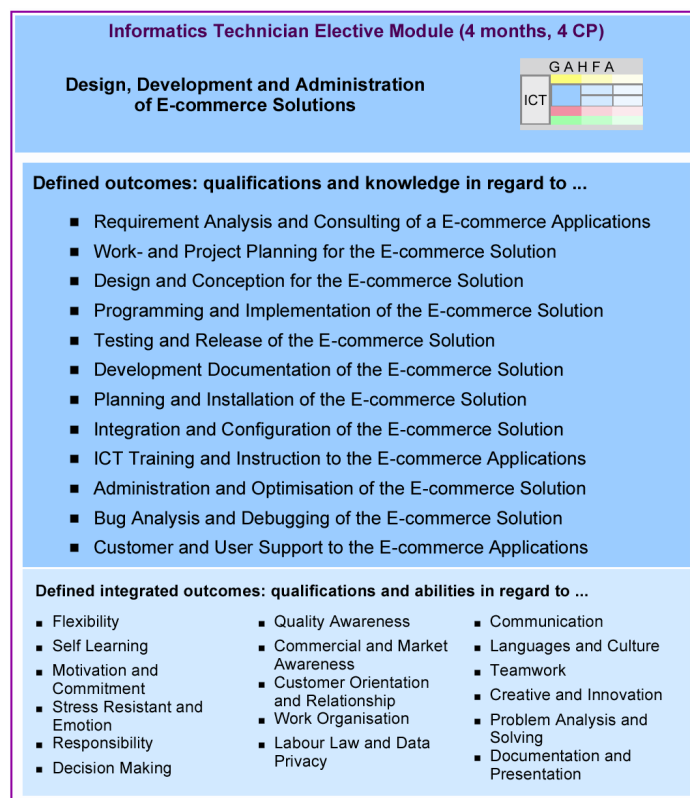 Informatics Technician Elective Module (4 months, 4 CP)
Design, Development and Administration
of E-commerce Solutions
G A H F A
ICT
Defined outcomes: qualifications and knowledge in regard to ...
■ Requirement Analysis and Consulting of a E-commerce Applications
■ Work- and Project Planning for the E-commerce Solution
■ Design and Conception for the E-commerce Solution
■ Programming and Implementation of the E-commerce Solution
■ Testing and Release of the E-commerce Solution
■ Development Documentation of the E-commerce Solution
■ Planning and Installation of the E-commerce Solution
■ Integration and Configuration of the E-commerce Solution
■ ICT Training and Instruction to the E-commerce Applications
■ Administration and Optimisation of the E-commerce Solution
■ Bug Analysis and Debugging of the E-commerce Solution
■ Customer and User Support to the E-commerce Applications
Defined integrated outcomes: qualifications and abilities in regard to ...
■ Flexibility
■ Self Learning
■ Motivation and
Commitment
■ Stress Resistant and
Emotion
■ Responsibility
■ Decision Making
■ Quality Awareness
■ Commercial and Market
Awareness
■ Customer Orientation
and Relationship
■ Work Organisation
■ Labour Law and Data
Privacy
■ Communication
■ Languages and Culture
■ Teamwork
■ Creative and Innovation
■ Problem Analysis and
Solving
■ Documentation and
Presentation